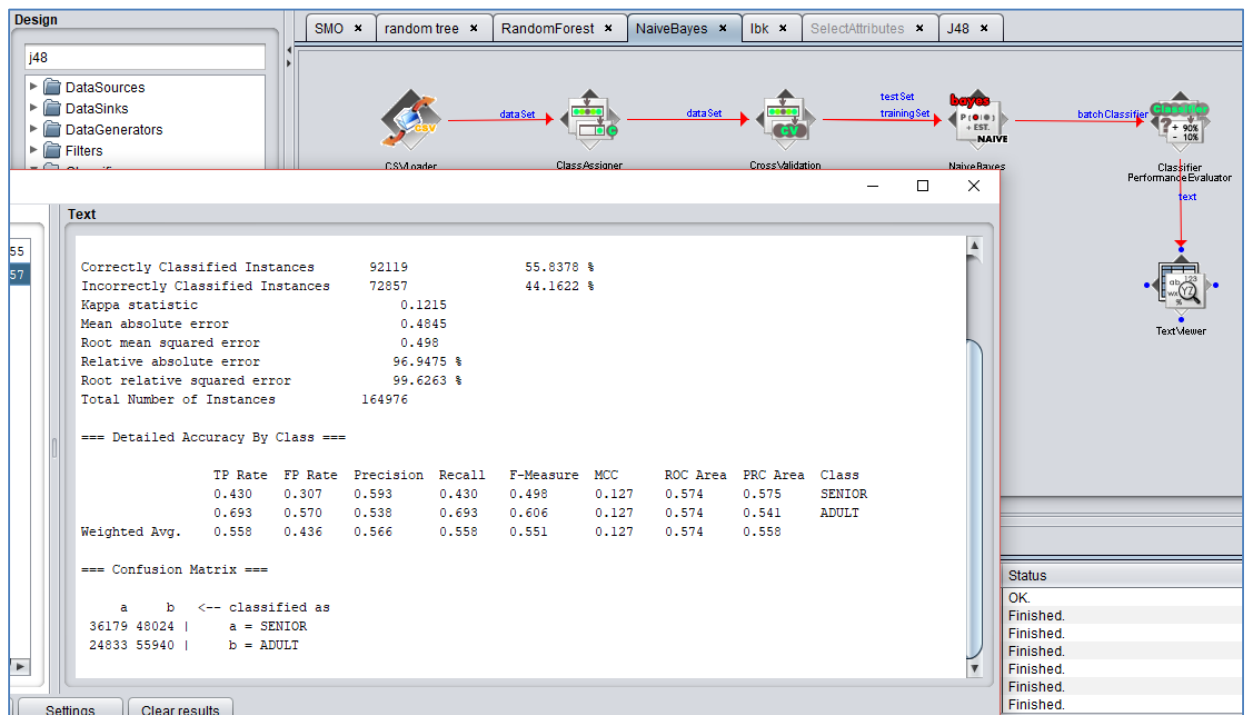 Design
j48
DataSources
DataSinks
DataGenerators
Filters
SMO × random tree × RandomForest × NaiveBayes × Ibk × SelectAttributes × J48 ×
CSV
dataSet
CV
dataSet
testSet
trainingSet
bayes
+ EST.
NAIVE
batchClassifier
Classifier
+ 90%
- 10%
CSVLoader
ClassAssigner
CrossValidation
NaiveBayes
Classifier
PerformanceEvaluator
text
TextViewer
Text
55
57
Correctly Classified Instances 92119 55.8378 %
Incorrectly Classified Instances 72857 44.1622 %
Kappa statistic 0.1215
Mean absolute error 0.4845
Root mean squared error 0.498
Relative absolute error 96.9475 %
Root relative squared error 99.6263 %
Total Number of Instances 164976
=== Detailed Accuracy By Class ===
TP Rate FP Rate Precision Recall F-Measure MCC ROC Area PRC Area Class
0.430 0.307 0.593 0.430 0.498 0.127 0.574 0.575 SENIOR
0.693 0.570 0.538 0.693 0.606 0.127 0.574 0.541 ADULT
Weighted Avg. 0.558 0.436 0.566 0.558 0.551 0.127 0.574 0.558
=== Confusion Matrix ===
a b <-- classified as
36179 48024 | a = SENIOR
24833 55940 | b = ADULT
Settings Clear results
Status
OK.
Finished.
Finished.
Finished.
Finished.
Finished.
Finished.